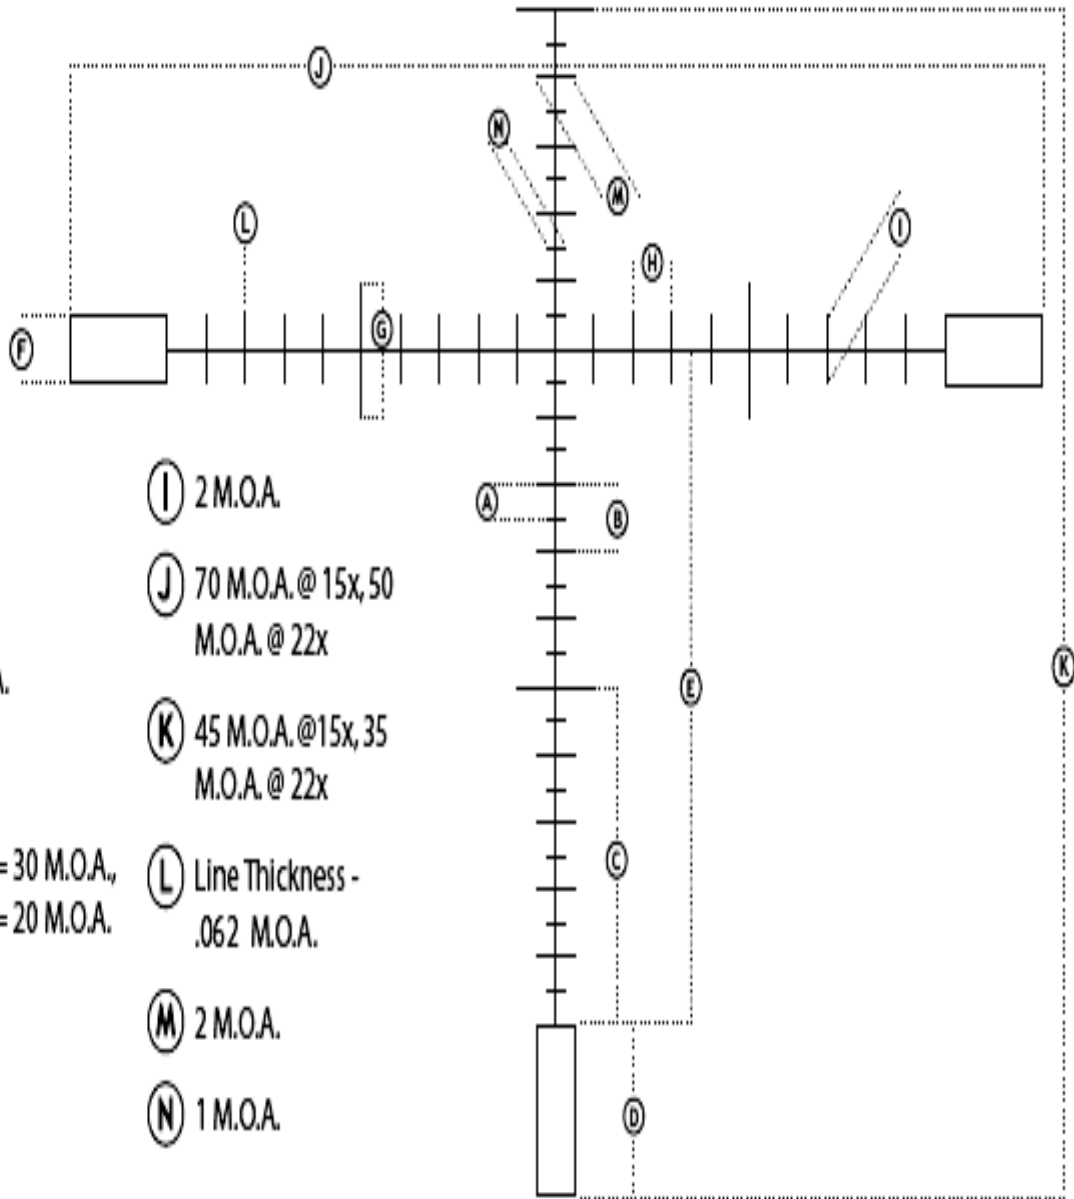 J
N
M
L
H
I
F
G
A
B
I 2 M.O.A.
J 70 M.O.A. @ 15x, 50
M.O.A. @ 22x
A.
E
K
K 45 M.O.A. @15x, 35
M.O.A. @ 22x
= 30 M.O.A.,
= 20 M.O.A.
C
L Line Thickness -
.062 M.O.A.
M 2 M.O.A.
N 1 M.O.A.
D